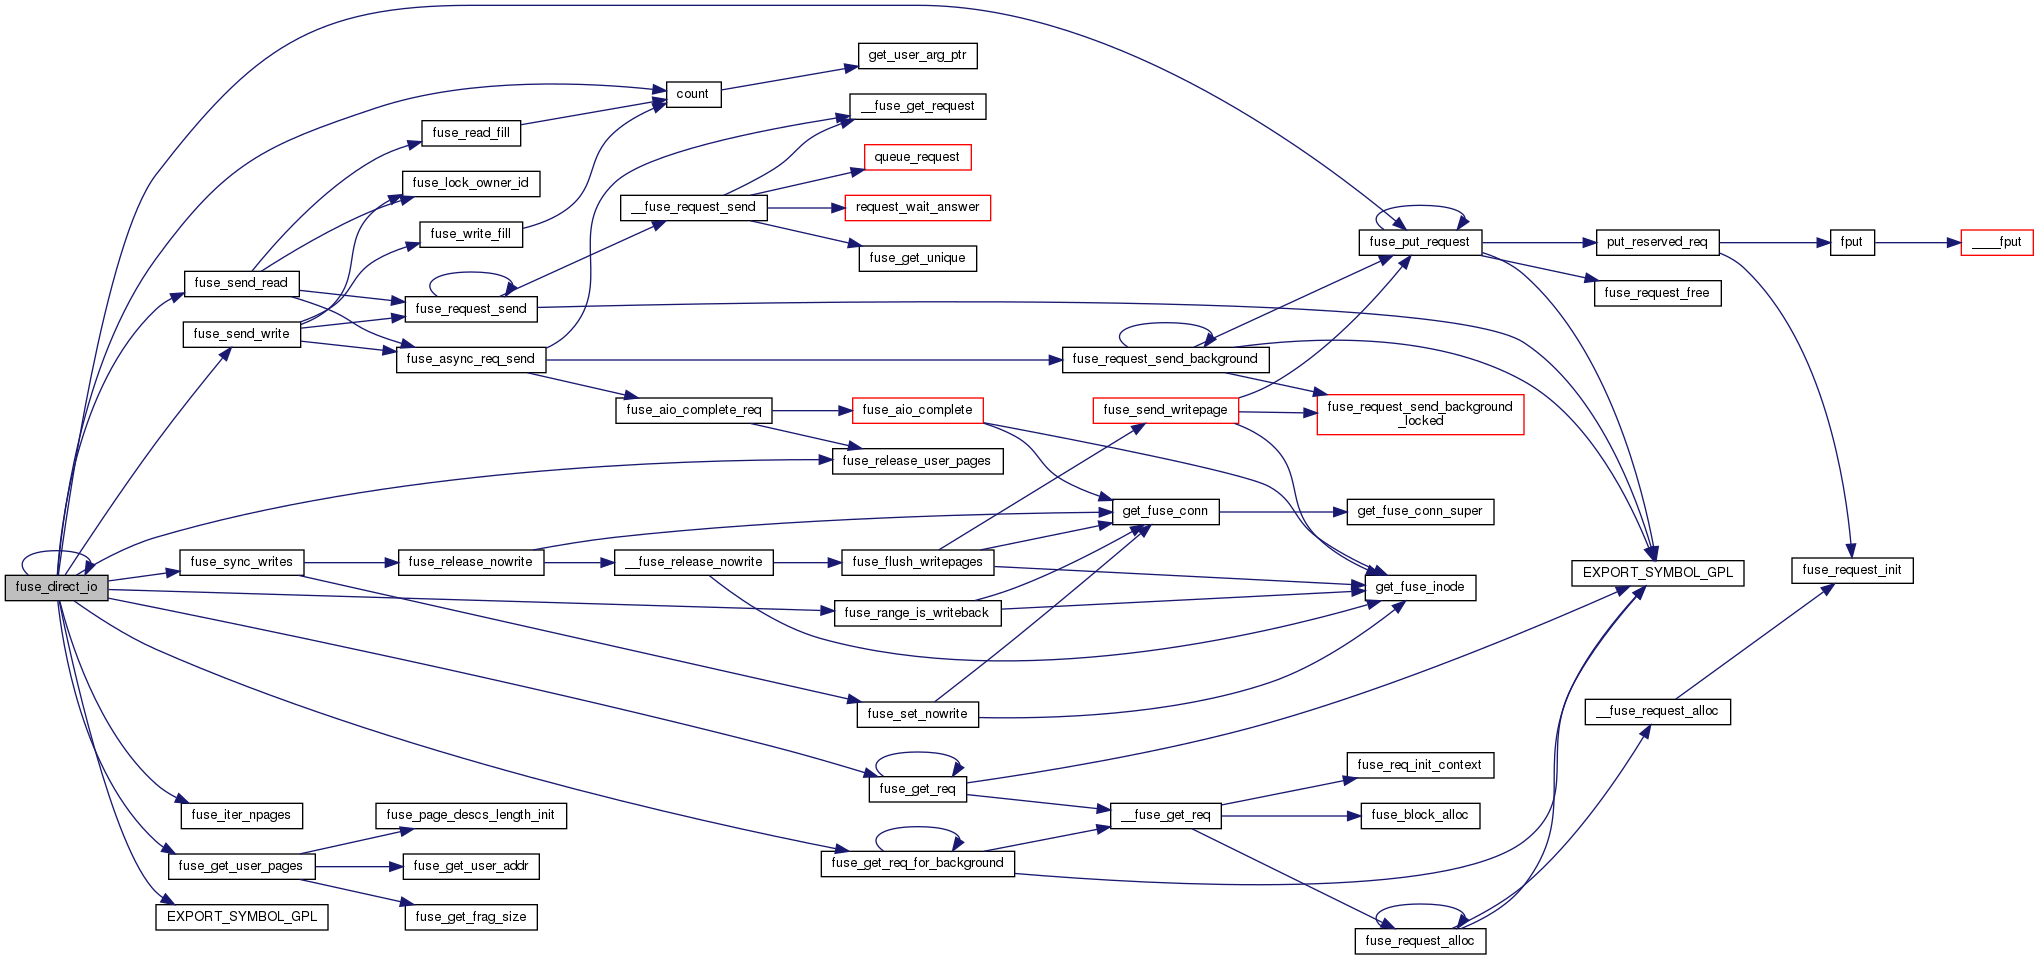 get_user_arg_ptr
count
__fuse_get_request
fuse_read_fill
queue_request
fuse_lock_owner_id
__fuse_request_send
request_wait_answer
fuse_write_fill
fuse_put_request
put_reserved_req
fput
____fput
fuse_get_unique
fuse_send_read
fuse_request_free
fuse_request_send
fuse_send_write
fuse_async_req_send
fuse_request_send_background
fuse_aio_complete_req
fuse_aio_complete
fuse_send_writepage
fuse_request_send_background
_locked
fuse_release_user_pages
get_fuse_conn
get_fuse_conn_super
fuse_sync_writes
fuse_release_nowrite
__fuse_release_nowrite
fuse_flush_writepages
EXPORT_SYMBOL_GPL
fuse_request_init
fuse_direct_io
get_fuse_inode
fuse_range_is_writeback
fuse_set_nowrite
__fuse_request_alloc
fuse_req_init_context
fuse_get_req
fuse_iter_npages
fuse_page_descs_length_init
__fuse_get_req
fuse_block_alloc
fuse_get_user_pages
fuse_get_user_addr
fuse_get_req_for_background
EXPORT_SYMBOL_GPL
fuse_get_frag_size
fuse_request_alloc